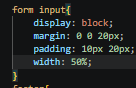 form input{
display: block;
margin: 0 0 20px;
padding: 10px 20px;
width: 50%;
}